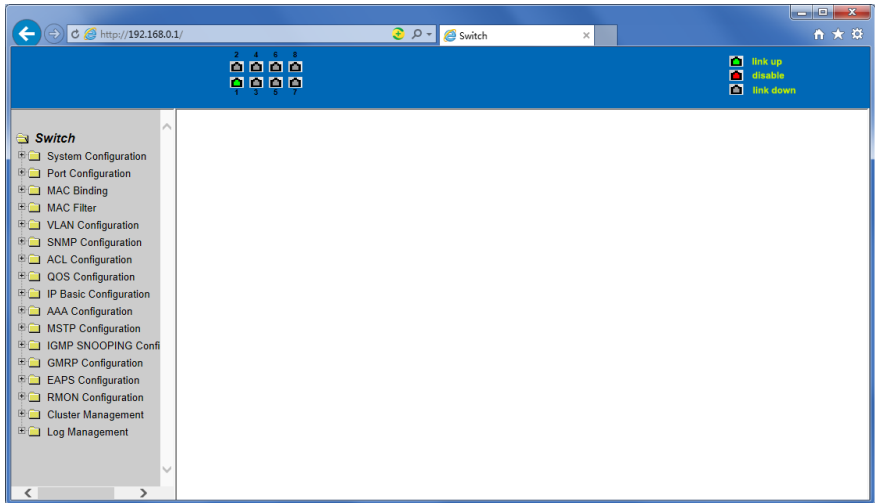 http://192.168.0.1/
Switch
2 4 6 8
1 3 5 7
link up
disable
link down
Switch
System Configuration
Port Configuration
MAC Binding
MAC Filter
VLAN Configuration
SNMP Configuration
ACL Configuration
QOS Configuration
IP Basic Configuration
AAA Configuration
MSTP Configuration
IGMP SNOOPING Confi
GMRP Configuration
EAPS Configuration
RMON Configuration
Cluster Management
Log Management